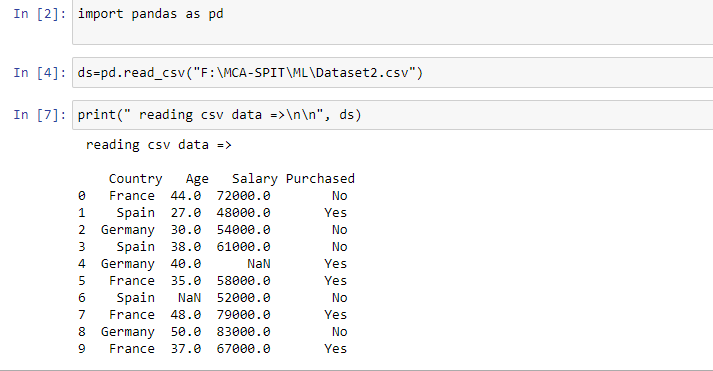 In [2]: import pandas as pd
In [4]: ds=pd.read_csv("F:\MCA-SPIT\ML\Dataset2.csv")
In [7]: print(" reading csv data =>\n\n", ds)
reading csv data =>
Country Age Salary Purchased
0 France 44.0 72000.0 No
1 Spain 27.0 48000.0 Yes
2 Germany 30.0 54000.0 No
3 Spain 38.0 61000.0 No
4 Germany 40.0 NaN Yes
5 France 35.0 58000.0 Yes
6 Spain NaN 52000.0 No
7 France 48.0 79000.0 Yes
8 Germany 50.0 83000.0 No
9 France 37.0 67000.0 Yes